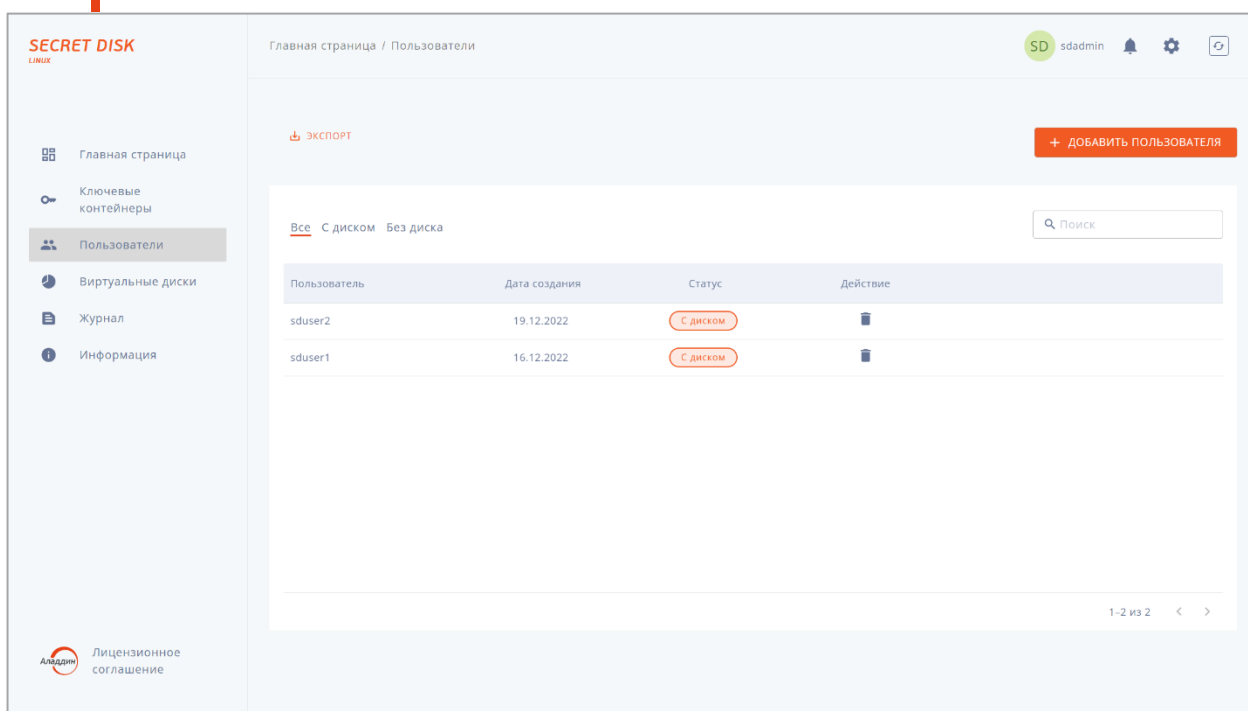 SECRET DISK
LINUX
Главная страница / Пользователи
SD sdadmin
ЭКСПОРТ
+ ДОБАВИТЬ ПОЛЬЗОВАТЕЛЯ
Главная страница
Ключевые
контейнеры
Пользователи
Виртуальные диски
Журнал
Информация
Все С диском Без диска
Поиск
Пользователь Дата создания Статус Действие
sduser2 19.12.2022 С диском
sduser1 16.12.2022 С диском
1–2 из 2 < >
Аладдин
Лицензионное
соглашение